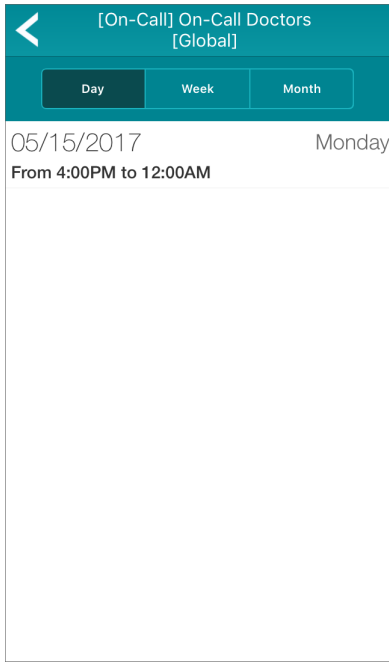 [On-Call] On-Call Doctors
[Global]
Day Week Month
05/15/2017 Monday
From 4:00PM to 12:00AM